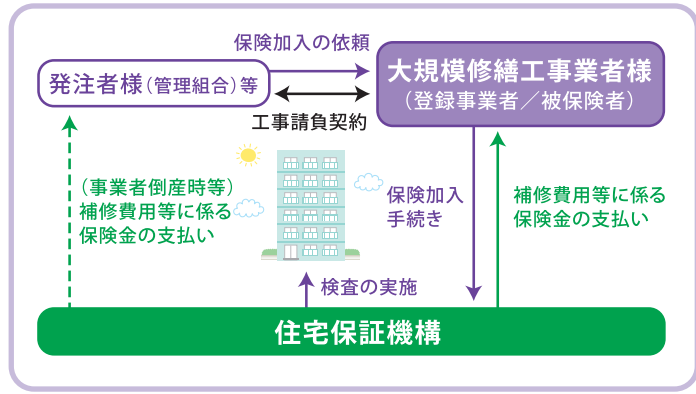 保険加入の依頼
発注者様（管理組合）等
大規模修繕工事業者様
（登録事業者／被保険者）
工事請負契約
（事業者倒産時等）
補修費用等に係る
保険金の支払い
保険加入
手続き
補修費用等に係る
保険金の支払い
検査の実施
住宅保証機構